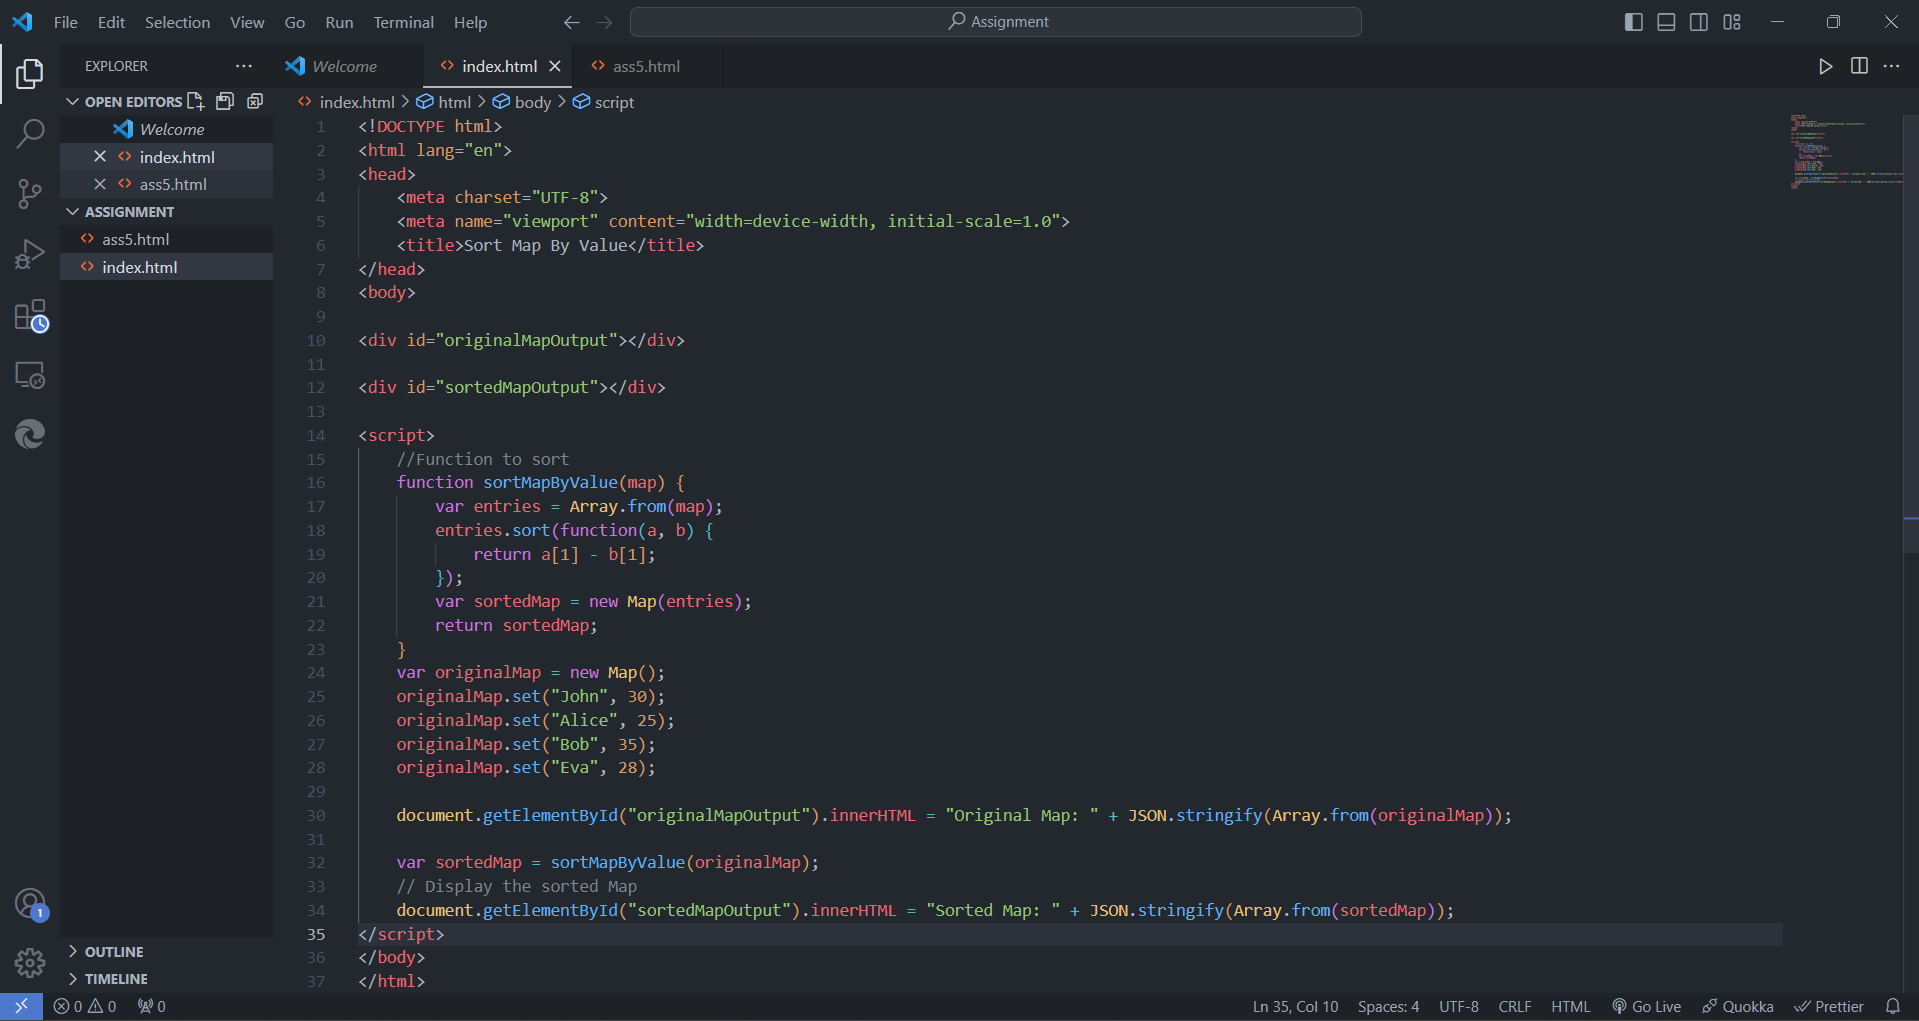 File Edit Selection View Go Run Terminal Help
Assignment
EXPLORER
Welcome
index.html
ass5.html
OPEN EDITORS
Welcome
index.html
ass5.html
ASSIGNMENT
ass5.html
index.html
OUTLINE
TIMELINE
index.html > html > body > script
1 <!DOCTYPE html>
2 <html lang="en">
3 <head>
4 <meta charset="UTF-8">
5 <meta name="viewport" content="width=device-width, initial-scale=1.0">
6 <title>Sort Map By Value</title>
7 </head>
8 <body>
9
10 <div id="originalMapOutput"></div>
11
12 <div id="sortedMapOutput"></div>
13
14 <script>
15 //Function to sort
16 function sortMapByValue(map) {
17 var entries = Array.from(map);
18 entries.sort(function(a, b) {
19 return a[1] - b[1];
20 });
21 var sortedMap = new Map(entries);
22 return sortedMap;
23 }
24 var originalMap = new Map();
25 originalMap.set("John", 30);
26 originalMap.set("Alice", 25);
27 originalMap.set("Bob", 35);
28 originalMap.set("Eva", 28);
29
30 document.getElementById("originalMapOutput").innerHTML = "Original Map: " + JSON.stringify(Array.from(originalMap));
31
32 var sortedMap = sortMapByValue(originalMap);
33 // Display the sorted Map
34 document.getElementById("sortedMapOutput").innerHTML = "Sorted Map: " + JSON.stringify(Array.from(sortedMap));
35 </script>
36 </body>
37 </html>
1
0 0 0
Ln 35, Col 10 Spaces: 4 UTF-8 CRLF HTML Go Live Quokka Prettier